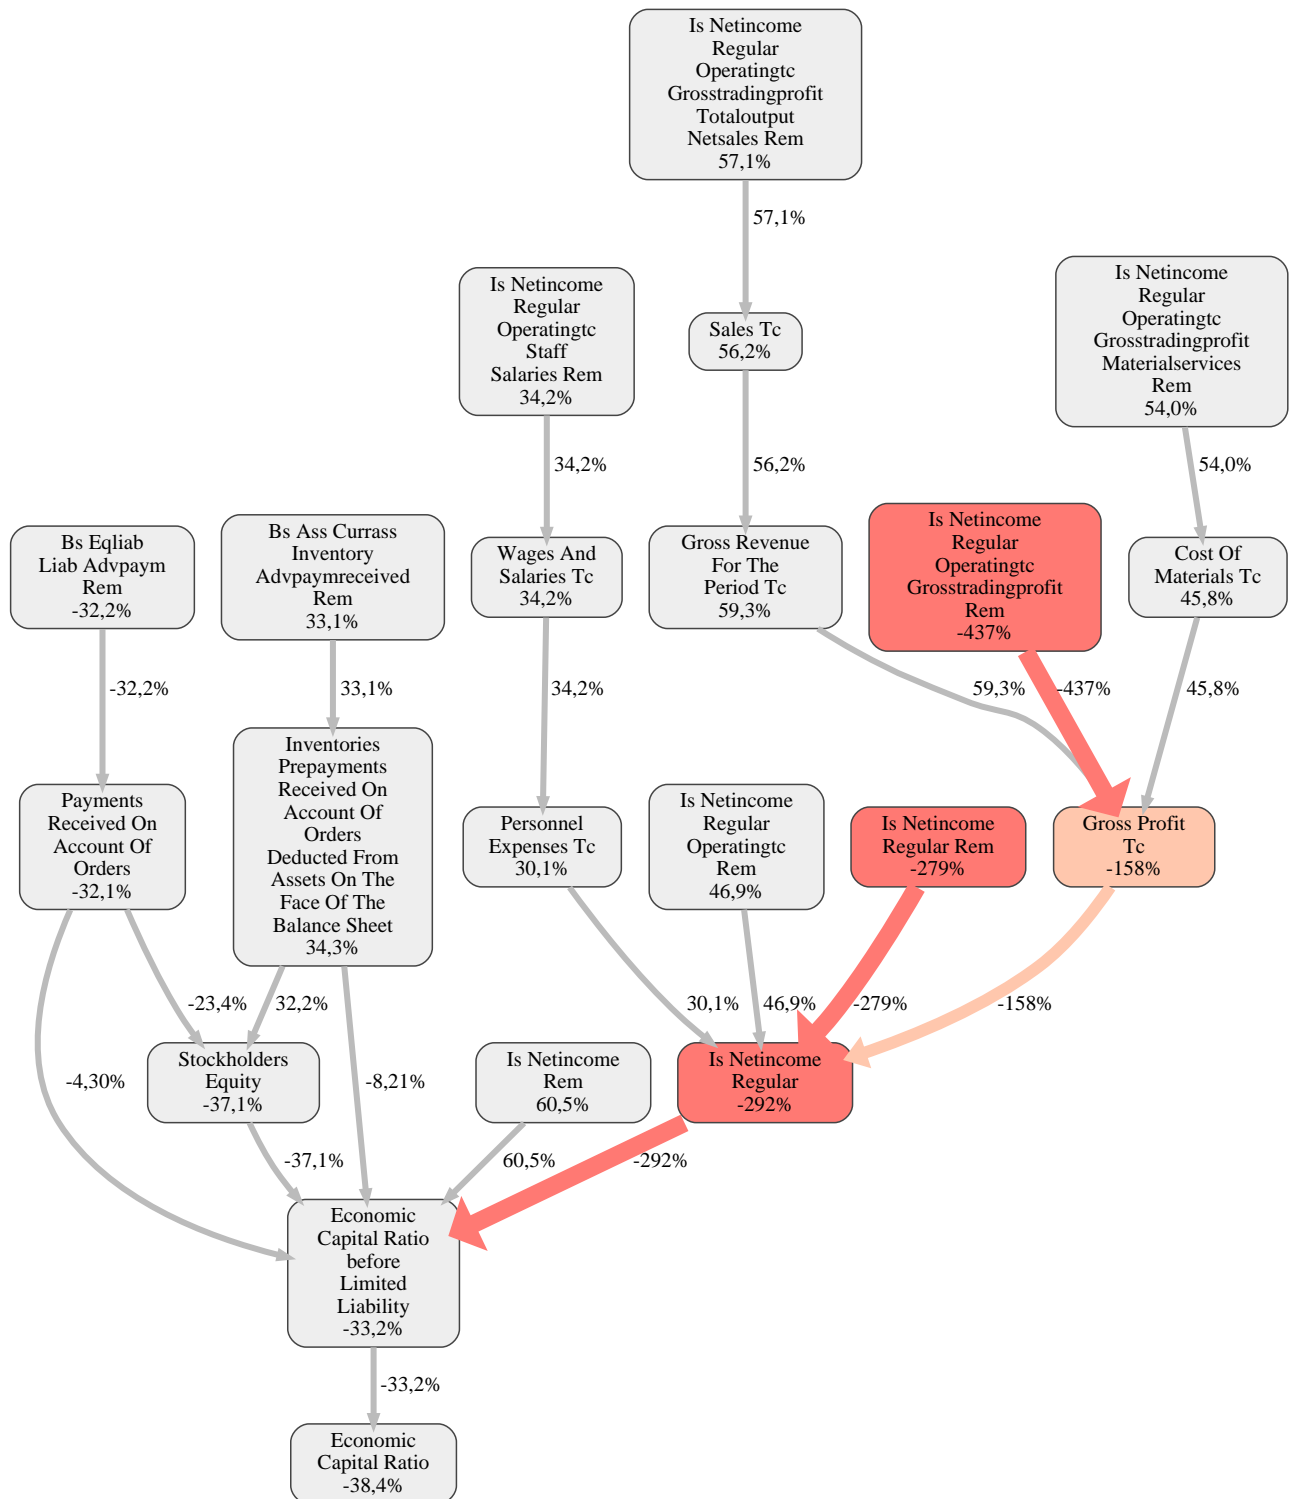 Is Netincome
Regular
Operatingtc
Grosstradingprofit
Totaloutput
Netsales Rem
57,1%
57,1%
Is Netincome
Regular
Operatingtc
Staff
Salaries Rem
34,2%
Sales Tc
56,2%
Is Netincome
Regular
Operatingtc
Grosstradingprofit
Materialservices
Rem
54,0%
34,2%
56,2%
54,0%
Bs Eqliab
Liab Advpaym
Rem
-32,2%
Bs Ass Currass
Inventory
Advpaymreceived
Rem
33,1%
Wages And
Salaries Tc
34,2%
Gross Revenue
For The
Period Tc
59,3%
Is Netincome
Regular
Operatingtc
Grosstradingprofit
Rem
-437%
Cost Of
Materials Tc
45,8%
-32,2%
33,1%
34,2%
59,3%
-437%
45,8%
Payments
Received On
Account Of
Orders
-32,1%
Inventories
Prepayments
Received On
Account Of
Orders
Deducted From
Assets On The
Face Of The
Balance Sheet
34,3%
Personnel
Expenses Tc
30,1%
Is Netincome
Regular
Operatingtc
Rem
46,9%
Is Netincome
Regular Rem
-279%
Gross Profit
Tc
-158%
-23,4%
32,2%
30,1%
46,9%
-279%
-158%
Stockholders
Equity
-37,1%
Is Netincome
Rem
60,5%
Is Netincome
Regular
-292%
-4,30%
-8,21%
-37,1%
60,5%
-292%
Economic
Capital Ratio
before
Limited
Liability
-33,2%
-33,2%
Economic
Capital Ratio
-38,4%